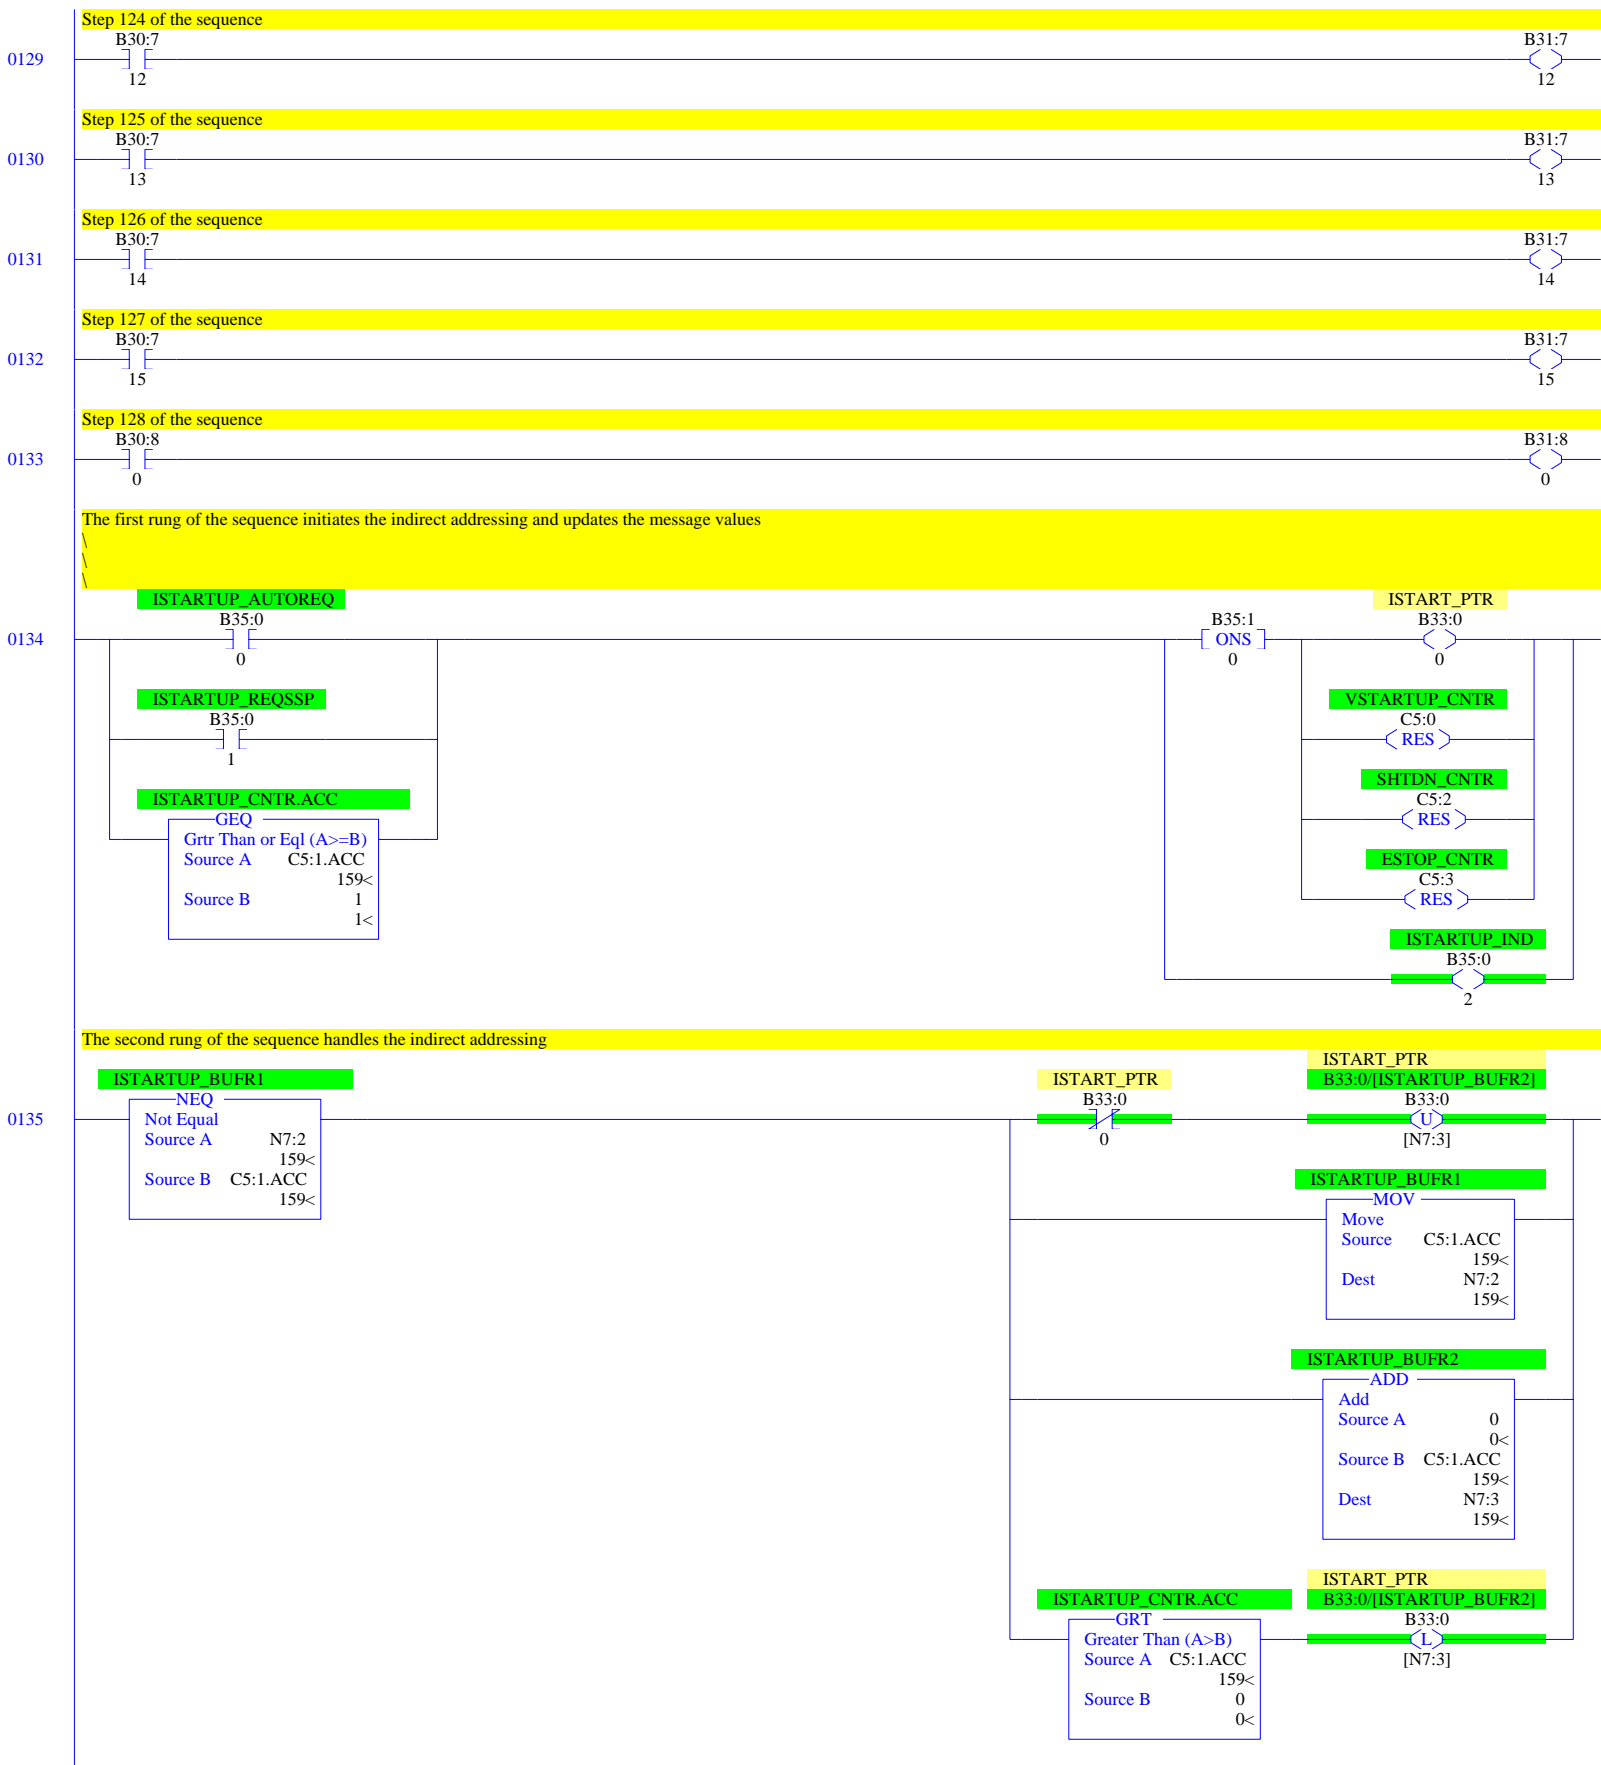 Step 124 of the sequence
B30:7 B31:7
0129
12 12
Step 125 of the sequence
B30:7 B31:7
0130
13 13
Step 126 of the sequence
B30:7 B31:7
0131
14 14
Step 127 of the sequence
B30:7 B31:7
0132
15 15
Step 128 of the sequence
B30:8 B31:8
0133
0 0
The first rung of the sequence initiates the indirect addressing and updates the message values
\
\
\
ISTARTUP_AUTOREQ ISTART_PTR
B35:0 B35:1 B33:0
0134 ONS
0 0 0
ISTARTUP_REQSSP VSTARTUP_CNTR
B35:0 C5:0
RES
1
SHTDN_CNTR
C5:2
ISTARTUP_CNTR.ACC
GEQ RES
Grtr Than or Eql (A>=B)
Source A C5:1.ACC ESTOP_CNTR
159< C5:3
Source B 1 RES
1<
ISTARTUP_IND
B35:0
2
The second rung of the sequence handles the indirect addressing
ISTART_PTR
ISTARTUP_BUFR1 ISTART_PTR B33:0/[ISTARTUP_BUFR2]
NEQ B33:0 B33:0
0135 Not Equal U
Source A N7:2 0 [N7:3]
159<
Source B C5:1.ACC ISTARTUP_BUFR1
159< MOV
Move
Source C5:1.ACC
159<
Dest N7:2
159<
ISTARTUP_BUFR2
ADD
Add
Source A 0
0<
Source B C5:1.ACC
159<
Dest N7:3
159<
ISTART_PTR
ISTARTUP_CNTR.ACC B33:0/[ISTARTUP_BUFR2]
GRT B33:0
Greater Than (A>B) L
Source A C5:1.ACC [N7:3]
159<
Source B 0
0<